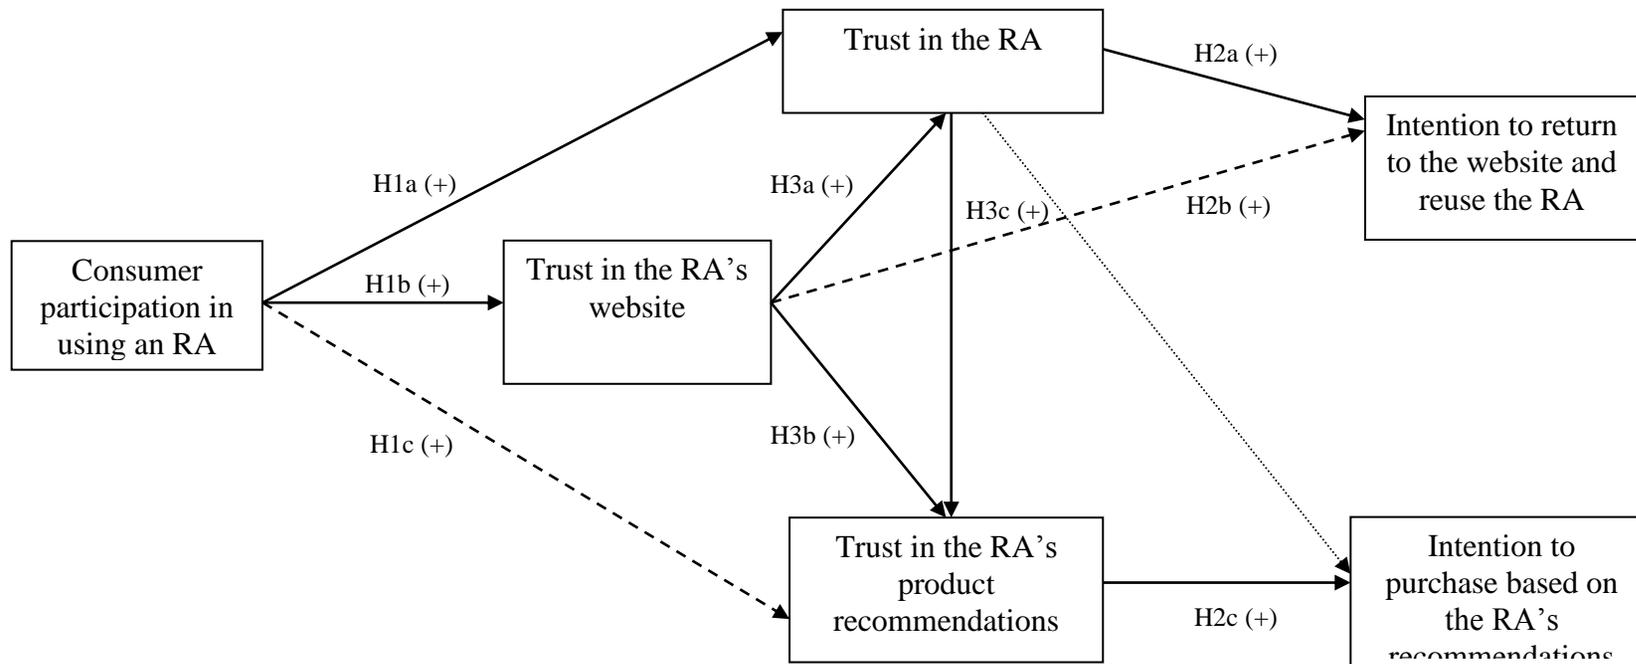 Trust in the RA
H2a (+)
Intention to return
to the website and
reuse the RA
H1a (+)
H3a (+)
H3c (+)
H2b (+)
Consumer
participation in
using an RA
H1b (+)
Trust in the RA’s
website
H1c (+)
H3b (+)
Trust in the RA’s
product
recommendations
H2c (+)
Intention to
purchase based on
the RA’s
recommendations